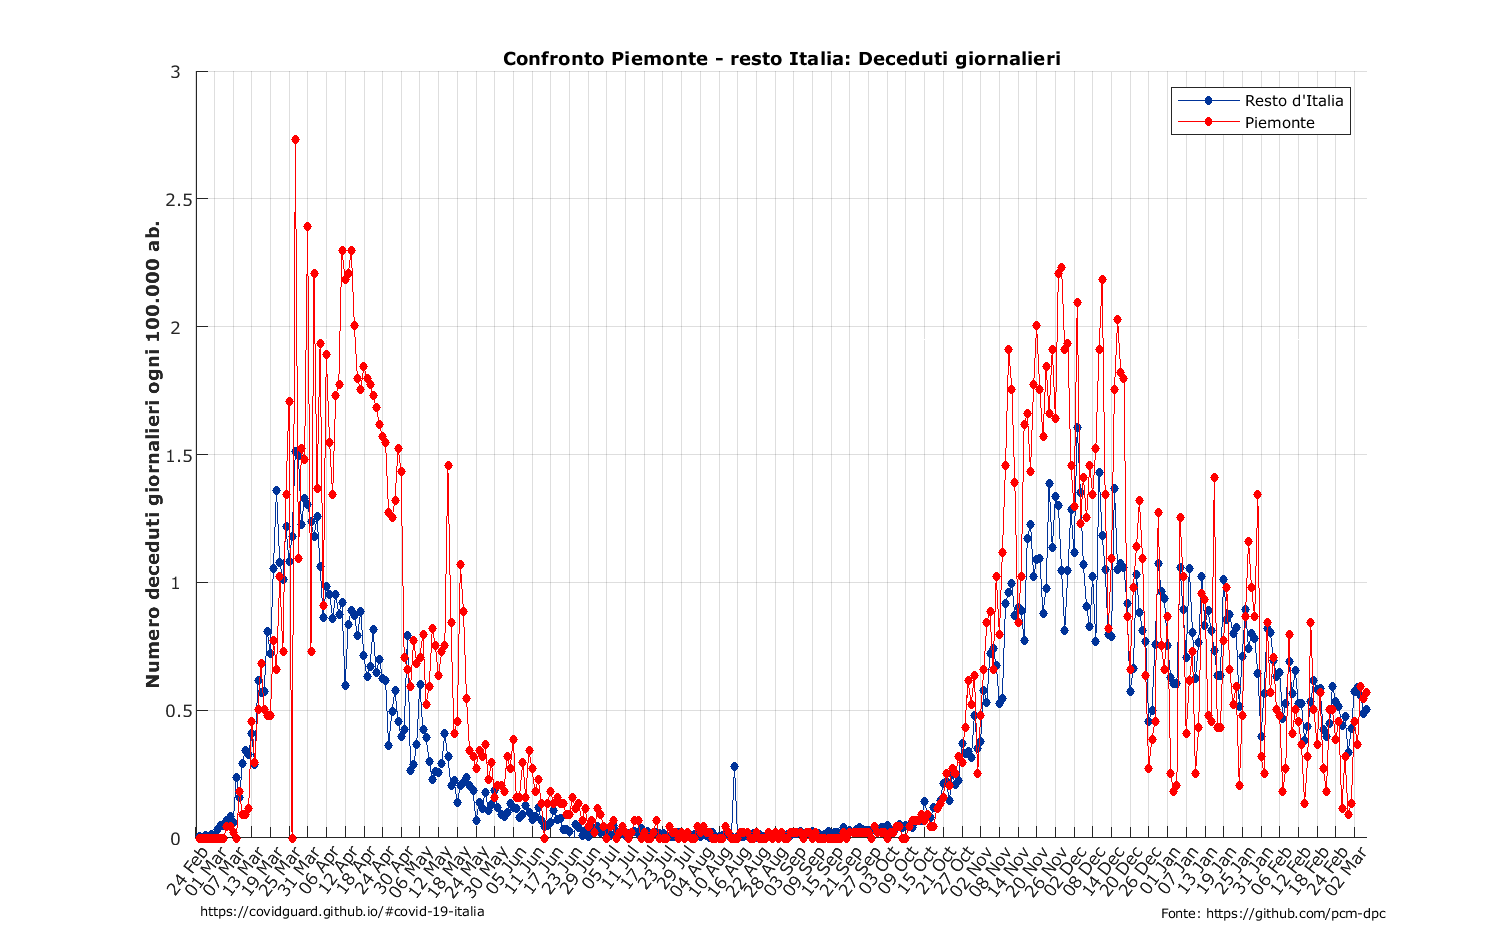 Confronto Piemonte - resto Italia: Deceduti giornalieri
Resto d'Italia
Piemonte
Numero deceduti giornalieri ogni 100.000 ab.
3
2.5
2
1.5
1
0.5
0
24 Feb
01 Mar
07 Mar
13 Mar
19 Mar
25 Mar
31 Mar
06 Apr
12 Apr
18 Apr
24 Apr
30 Apr
06 May
12 May
18 May
24 May
30 May
05 Jun
11 Jun
17 Jun
23 Jun
29 Jun
05 Jul
11 Jul
17 Jul
23 Jul
29 Jul
04 Aug
10 Aug
16 Aug
22 Aug
28 Aug
03 Sep
09 Sep
15 Sep
21 Sep
27 Sep
03 Oct
09 Oct
15 Oct
21 Oct
27 Oct
02 Nov
08 Nov
14 Nov
20 Nov
26 Nov
02 Dec
08 Dec
14 Dec
20 Dec
26 Dec
01 Jan
07 Jan
13 Jan
19 Jan
25 Jan
31 Jan
06 Feb
12 Feb
18 Feb
24 Feb
02 Mar
https://covidguard.github.io/#covid-19-italia
Fonte: https://github.com/pcm-dpc